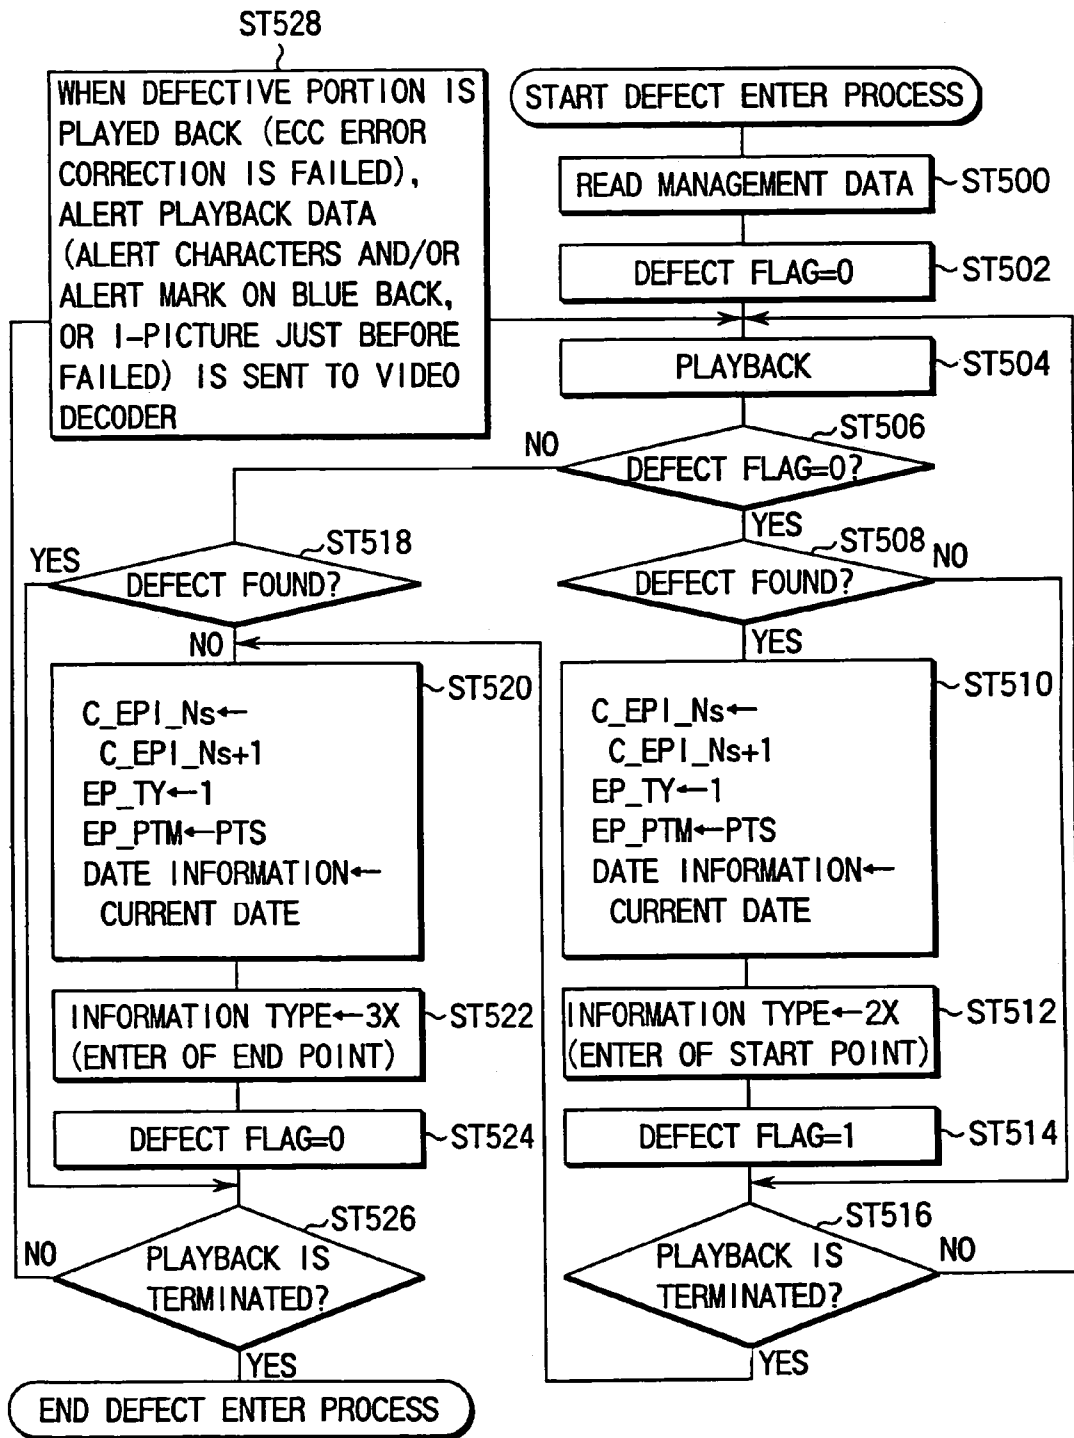 ST528
WHEN DEFECTIVE PORTION IS
PLAYED BACK (ECC ERROR
CORRECTION IS FAILED),
ALERT PLAYBACK DATA
(ALERT CHARACTERS AND/OR
ALERT MARK ON BLUE BACK,
OR I-PICTURE JUST BEFORE
FAILED) IS SENT TO VIDEO
DECODER
START DEFECT ENTER PROCESS
READ MANAGEMENT DATA
ST500
DEFECT FLAG=0
ST502
PLAYBACK
ST504
ST506
DEFECT FLAG=0?
NO
YES
ST518
YES
DEFECT FOUND?
NO
ST508
NO
DEFECT FOUND?
YES
ST520
C_EPI_Ns←
C_EPI_Ns+1
EP_TY←1
EP_PTM←PTS
DATE INFORMATION←
CURRENT DATE
ST510
C_EPI_Ns←
C_EPI_Ns+1
EP_TY←1
EP_PTM←PTS
DATE INFORMATION←
CURRENT DATE
INFORMATION TYPE←3X
(ENTER OF END POINT)
ST522
INFORMATION TYPE←2X
(ENTER OF START POINT)
ST512
DEFECT FLAG=0
ST524
DEFECT FLAG=1
ST514
ST526
NO
PLAYBACK IS
TERMINATED?
YES
ST516
NO
PLAYBACK IS
TERMINATED?
YES
END DEFECT ENTER PROCESS